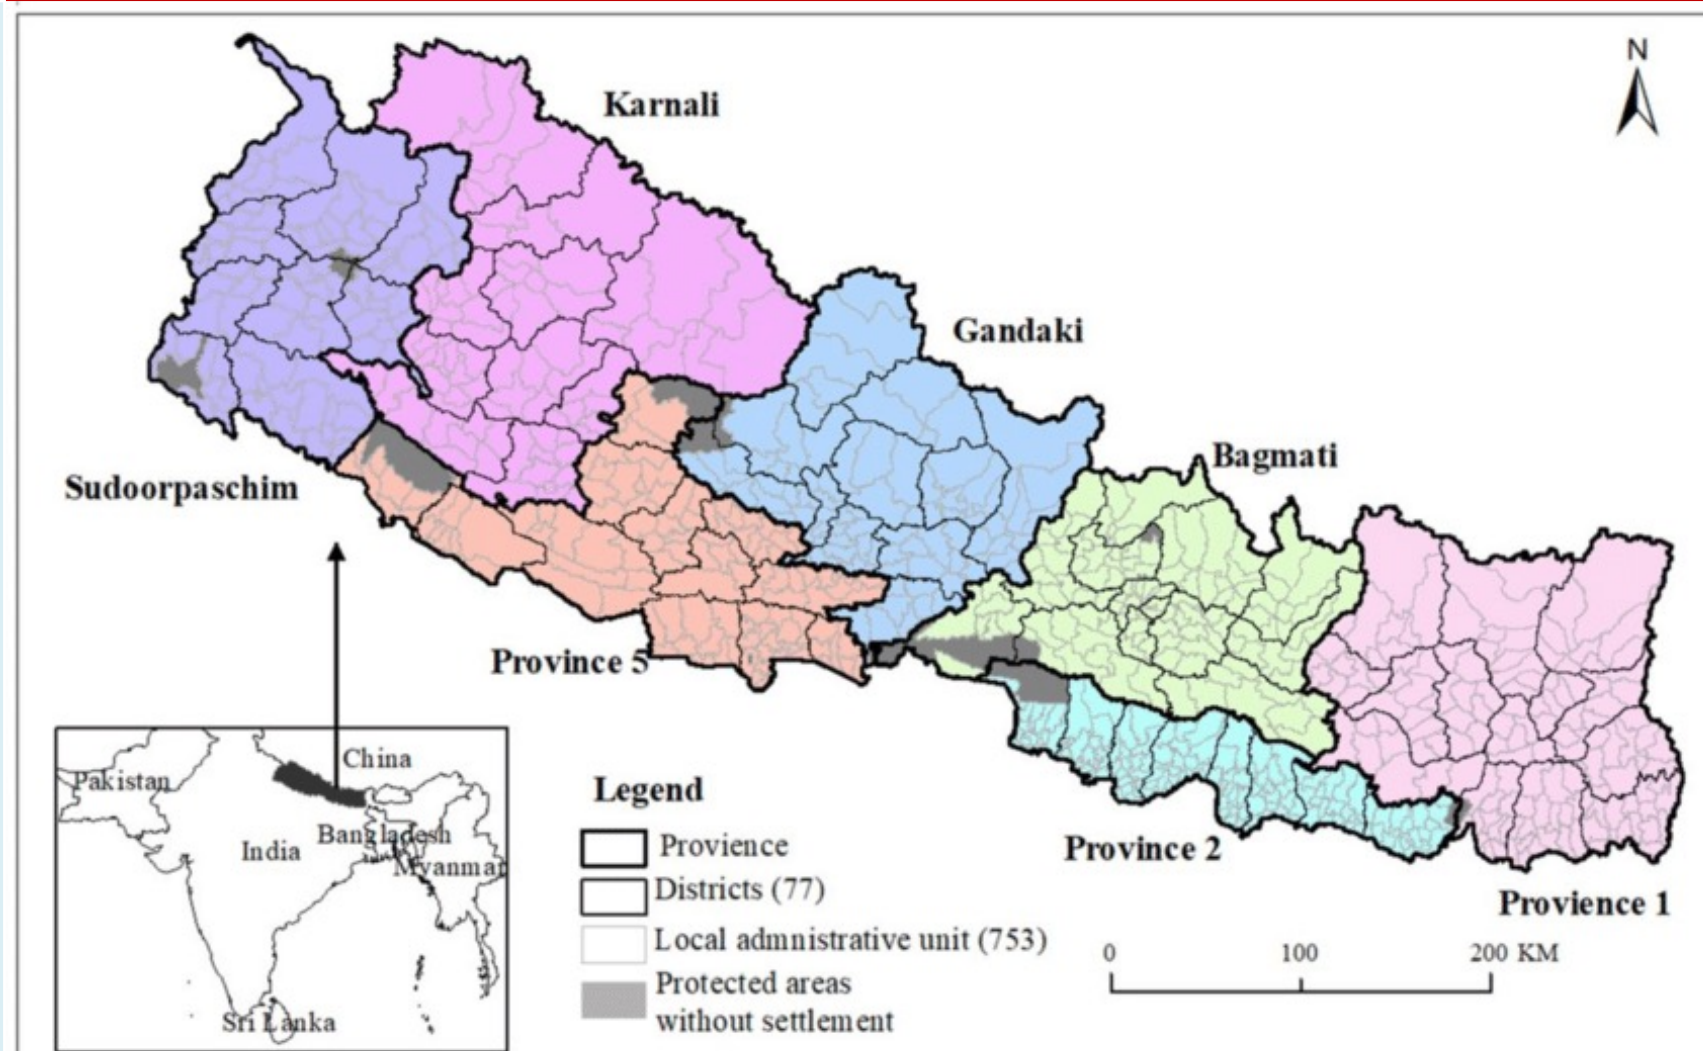 N
Karnali
Gandaki
Bagmati
Sudoorpaschim
Province 5
Province 2
Provience 1
China
Pakistan
Bangladesh
India
Myanmar
Sri Lanka
Legend
Provience
Districts (77)
Local admnistrative unit (753)
Protected areas
without settlement
0 100 200 KM